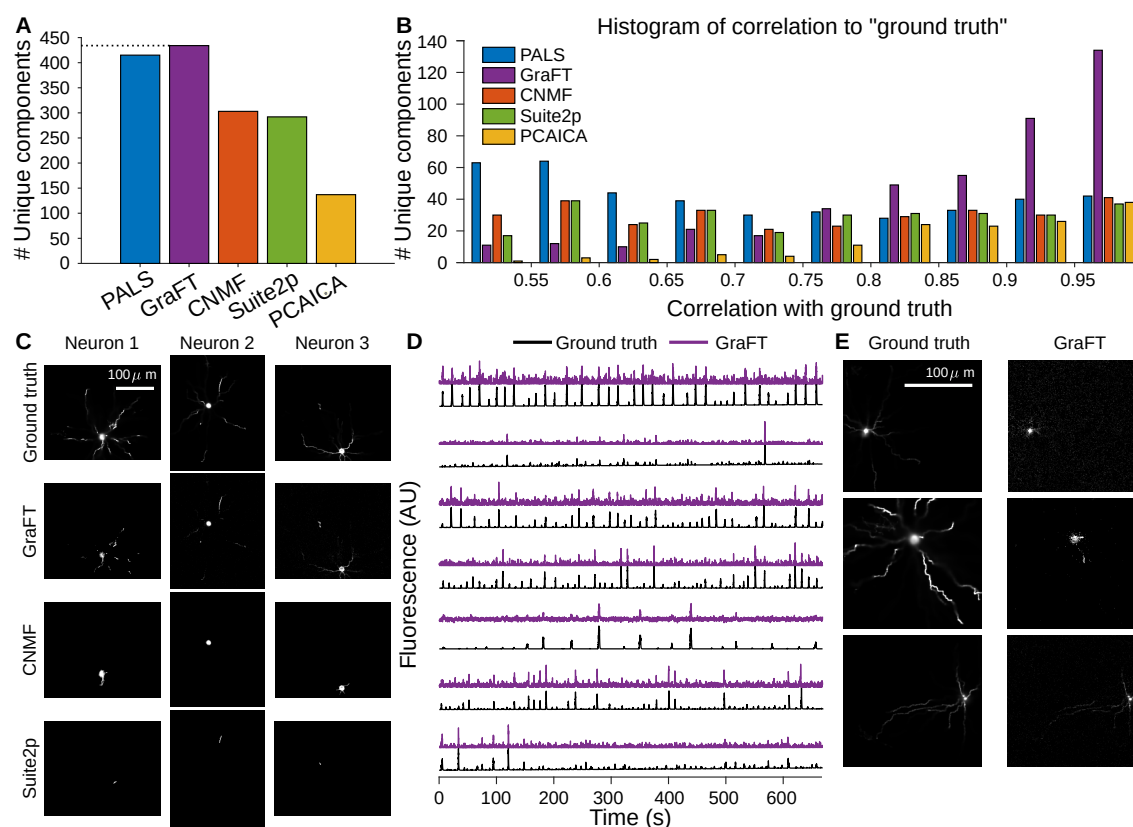 A
# Unique components
450
400
350
300
250
200
150
100
50
0
PALS
GraFT
CNMF
Suite2p
PCAICA
B
Histogram of correlation to "ground truth"
# Unique components
140
120
100
80
60
40
20
0
PALS
GraFT
CNMF
Suite2p
PCAICA
0.55
0.6
0.65
0.7
0.75
0.8
0.85
0.9
0.95
Correlation with ground truth
C
Neuron 1
Neuron 2
Neuron 3
100 μ m
Ground truth
GraFT
CNMF
Suite2p
D
Ground truth
GraFT
Fluorescence (AU)
0
100
200
300
400
500
600
Time (s)
E
Ground truth
GraFT
100 μ m